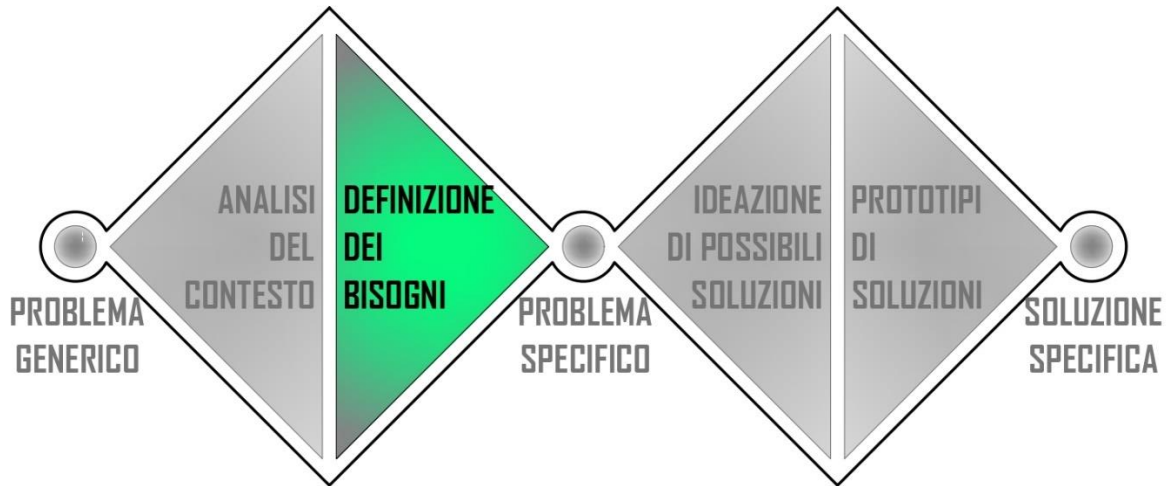 PROBLEMA
GENERICO
ANALISI
DEL
CONTESTO
DEFINIZIONE
DEI
BISOGNI
PROBLEMA
SPECIFICO
IDEAZIONE
DI POSSIBILI
SOLUZIONI
PROTOTIPI
DI
SOLUZIONI
SOLUZIONE
SPECIFICA